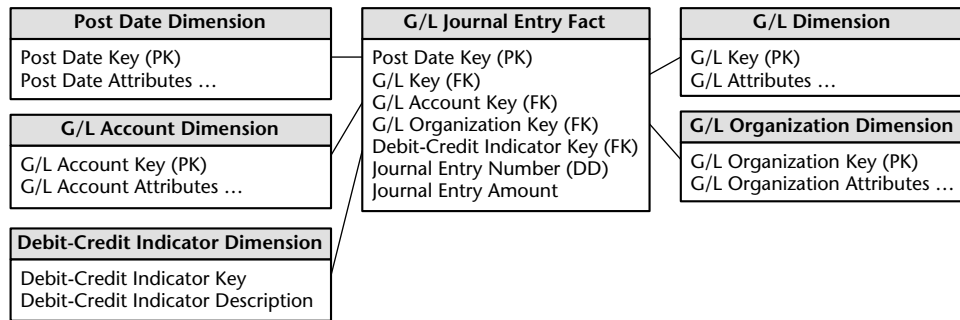 Post Date Dimension
Post Date Key (PK)
Post Date Attributes …
G/L Account Dimension
G/L Account Key (PK)
G/L Account Attributes …
Debit-Credit Indicator Dimension
Debit-Credit Indicator Key
Debit-Credit Indicator Description
G/L Journal Entry Fact
Post Date Key (PK)
G/L Key (FK)
G/L Account Key (FK)
G/L Organization Key (FK)
Debit-Credit Indicator Key (FK)
Journal Entry Number (DD)
Journal Entry Amount
G/L Dimension
G/L Key (PK)
G/L Attributes …
G/L Organization Dimension
G/L Organization Key (PK)
G/L Organization Attributes …